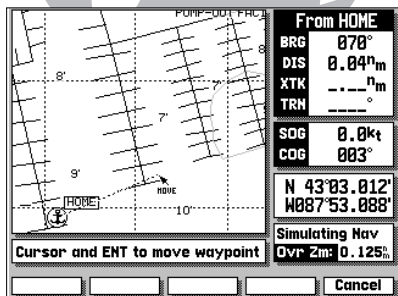 PUMP-OUT FACI
From HOME
BRG 070°
DIS 0.04nm
XTK _.__nm
TRN ___°
SOG 0.0kt
COG 003°
N 43°03.012'
W087°53.088'
Simulating Nav
Ovr Zm: 0.125nm
8'
8
7'
9'
MOVE
HOME
10'
Cursor and ENT to move waypoint
Cancel